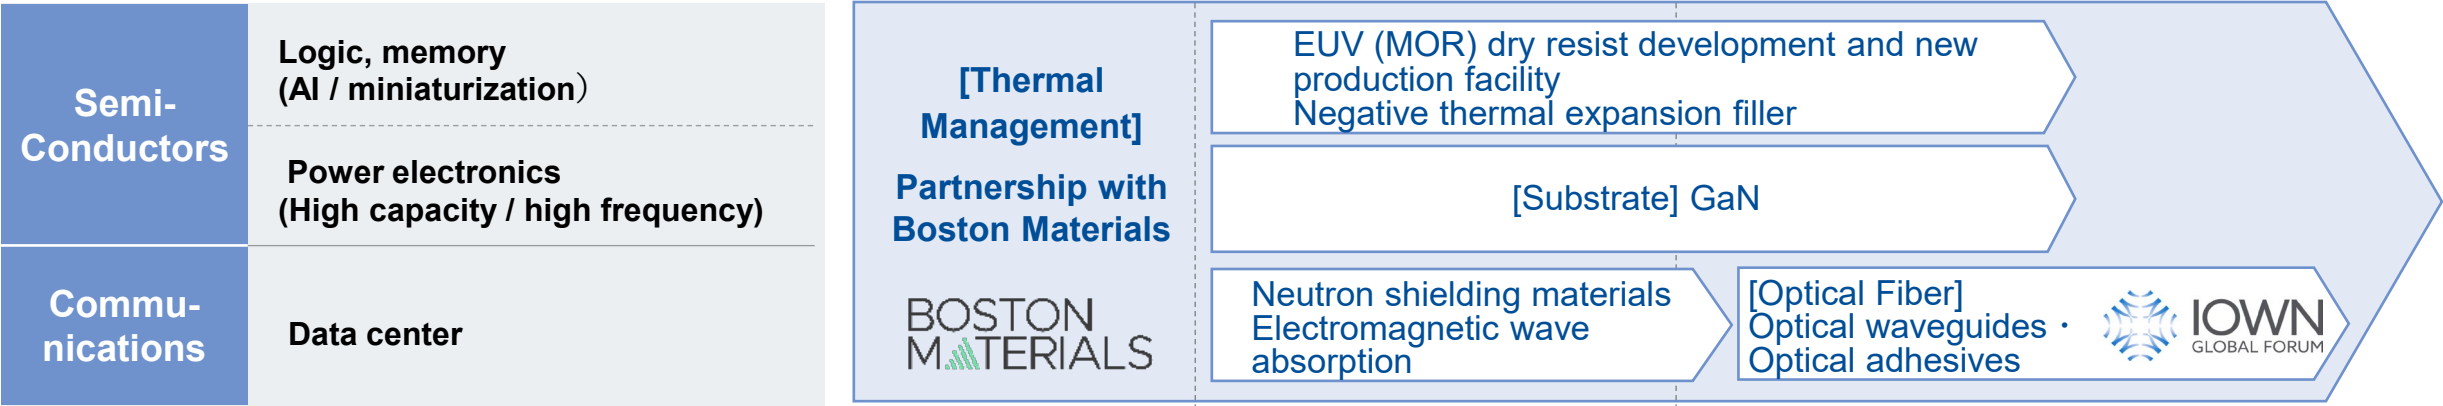 Semi-
Conductors
Logic, memory
(AI / miniaturization）
Power electronics
(High capacity / high frequency)
Commu-
nications
Data center
[Thermal
Management]
Partnership with
Boston Materials
BOSTON
MATERIALS
EUV (MOR) dry resist development and new
production facility
Negative thermal expansion filler
[Substrate] GaN
Neutron shielding materials
Electromagnetic wave
absorption
[Optical Fiber]
Optical waveguides・
Optical adhesives
IOWN
GLOBAL FORUM